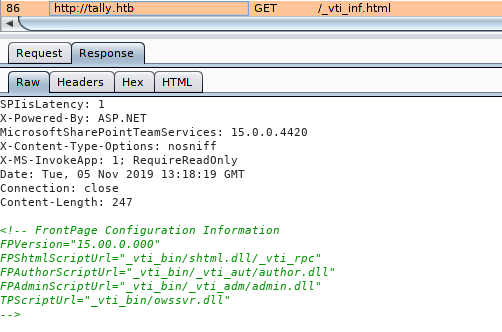 86 http://tally.htb GET /_vti_inf.html
Request Response
Raw Headers Hex HTML
SPIisLatency: 1
X-Powered-By: ASP.NET
MicrosoftSharePointTeamServices: 15.0.0.4420
X-Content-Type-Options: nosniff
X-MS-InvokeApp: 1; RequireReadOnly
Date: Tue, 05 Nov 2019 13:18:19 GMT
Connection: close
Content-Length: 247
<!-- FrontPage Configuration Information
FPVersion="15.00.0.000"
FPShtmlScriptUrl="_vti_bin/shtml.dll/_vti_rpc"
FPAuthorScriptUrl="_vti_bin/_vti_aut/author.dll"
FPAdminScriptUrl="_vti_bin/_vti_adm/admin.dll"
TPScriptUrl="_vti_bin/owssvr.dll"
-->